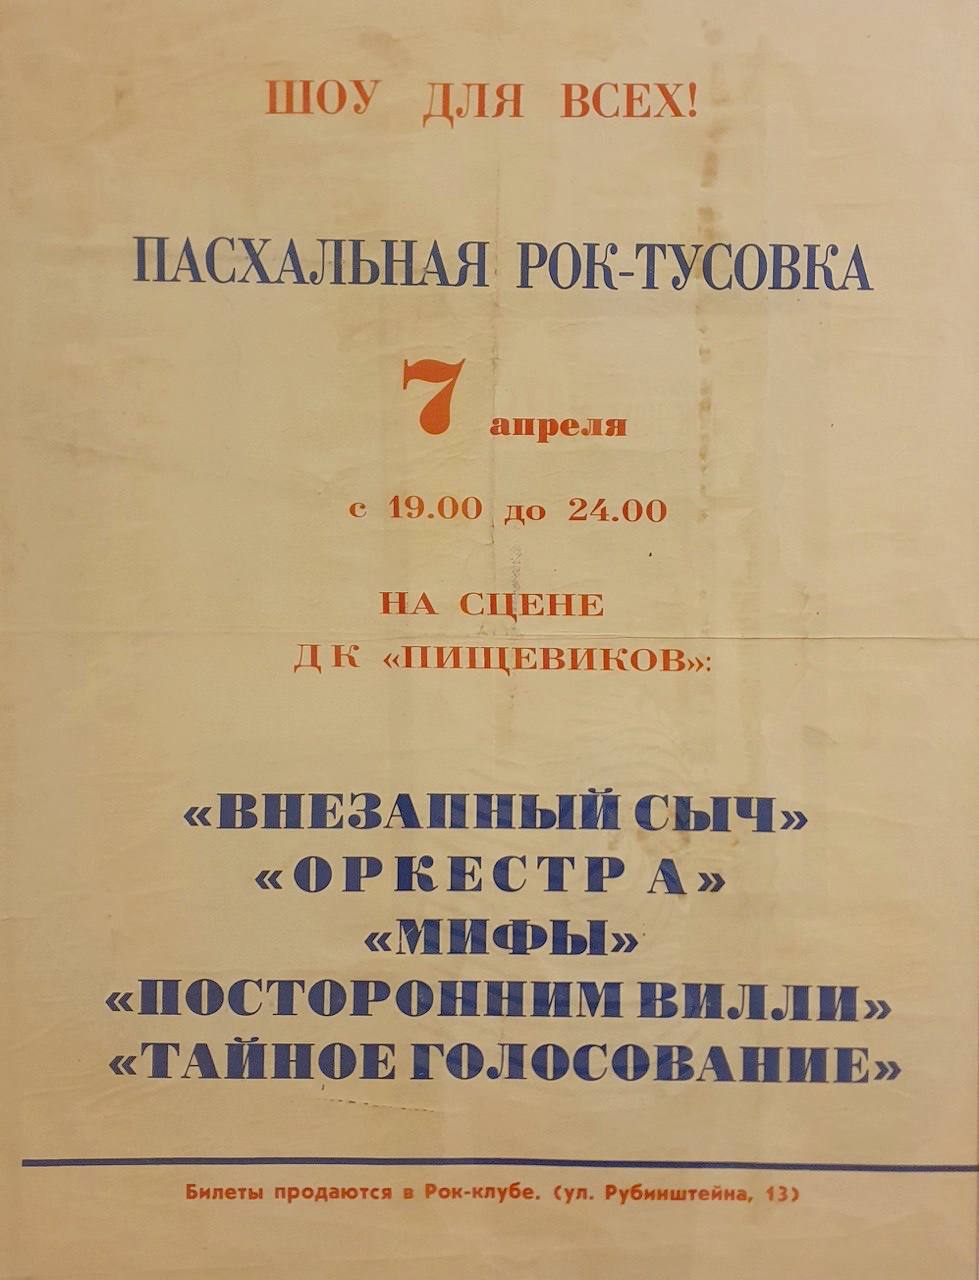 ШОУ ДЛЯ ВСЕХ!
ПАСХАЛЬНАЯ РОК-ТУСОВКА
7 апреля
с 19.00 до 24.00
НА СЦЕНЕ
ДК «ПИЩЕВИКОВ»:
«ВНЕЗАПНЫЙ СЫЧ»
«ОРКЕСТР А»
«МИФЫ»
«ПОСТОРОННИМ ВИЛЛИ»
«ТАЙНОЕ ГОЛОСОВАНИЕ»
Билеты продаются в Рок-клубе. (ул. Рубинштейна, 13)